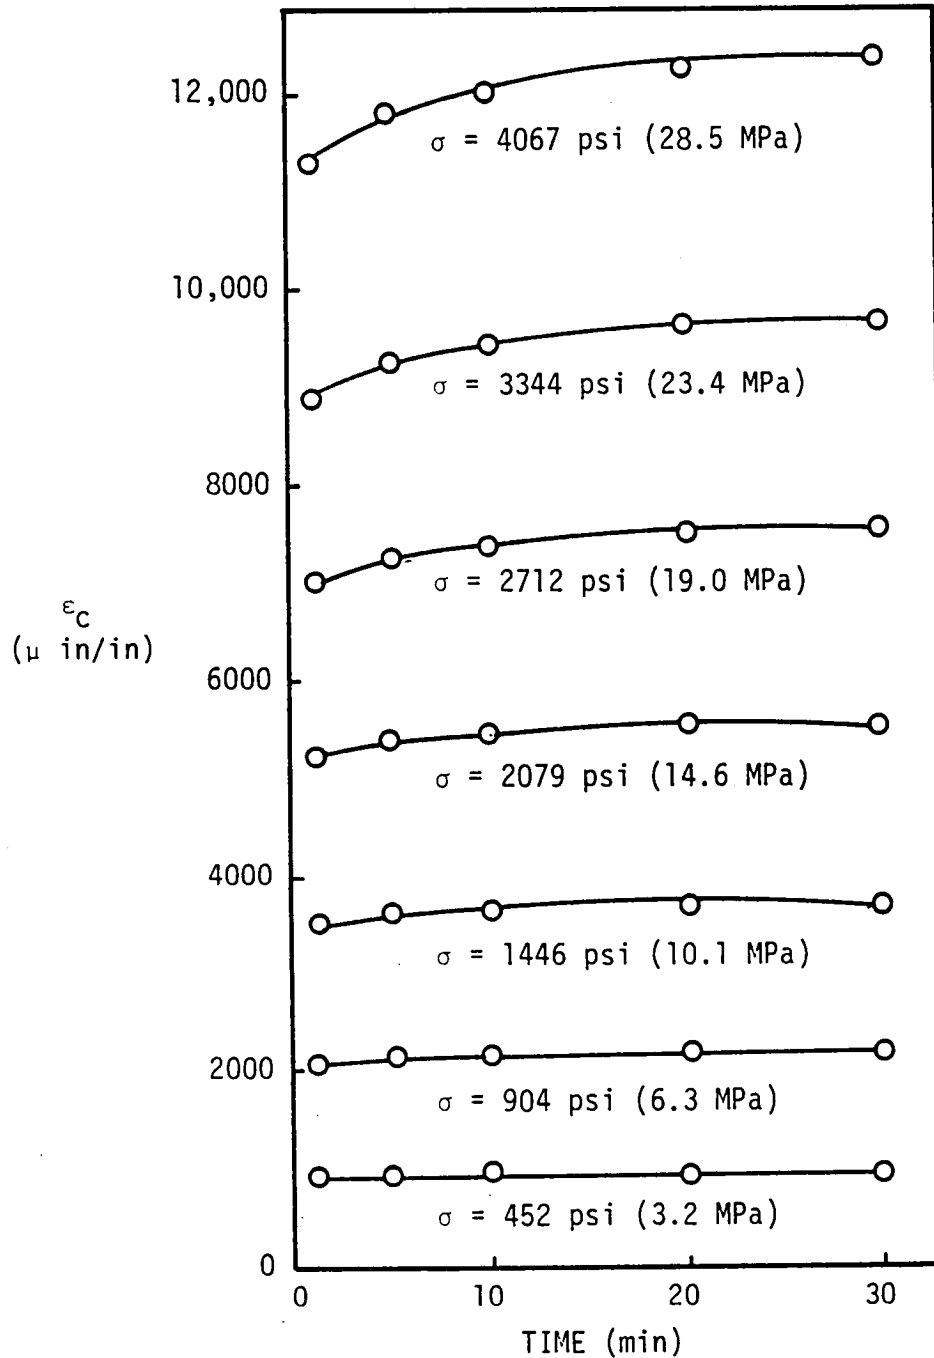 12,000
σ = 4067 psi (28.5 MPa)
10,000
σ = 3344 psi (23.4 MPa)
8000
σ = 2712 psi (19.0 MPa)
εC
(μ in/in)
6000
σ = 2079 psi (14.6 MPa)
4000
σ = 1446 psi (10.1 MPa)
2000
σ = 904 psi (6.3 MPa)
σ = 452 psi (3.2 MPa)
0
0 10 20 30
TIME (min)